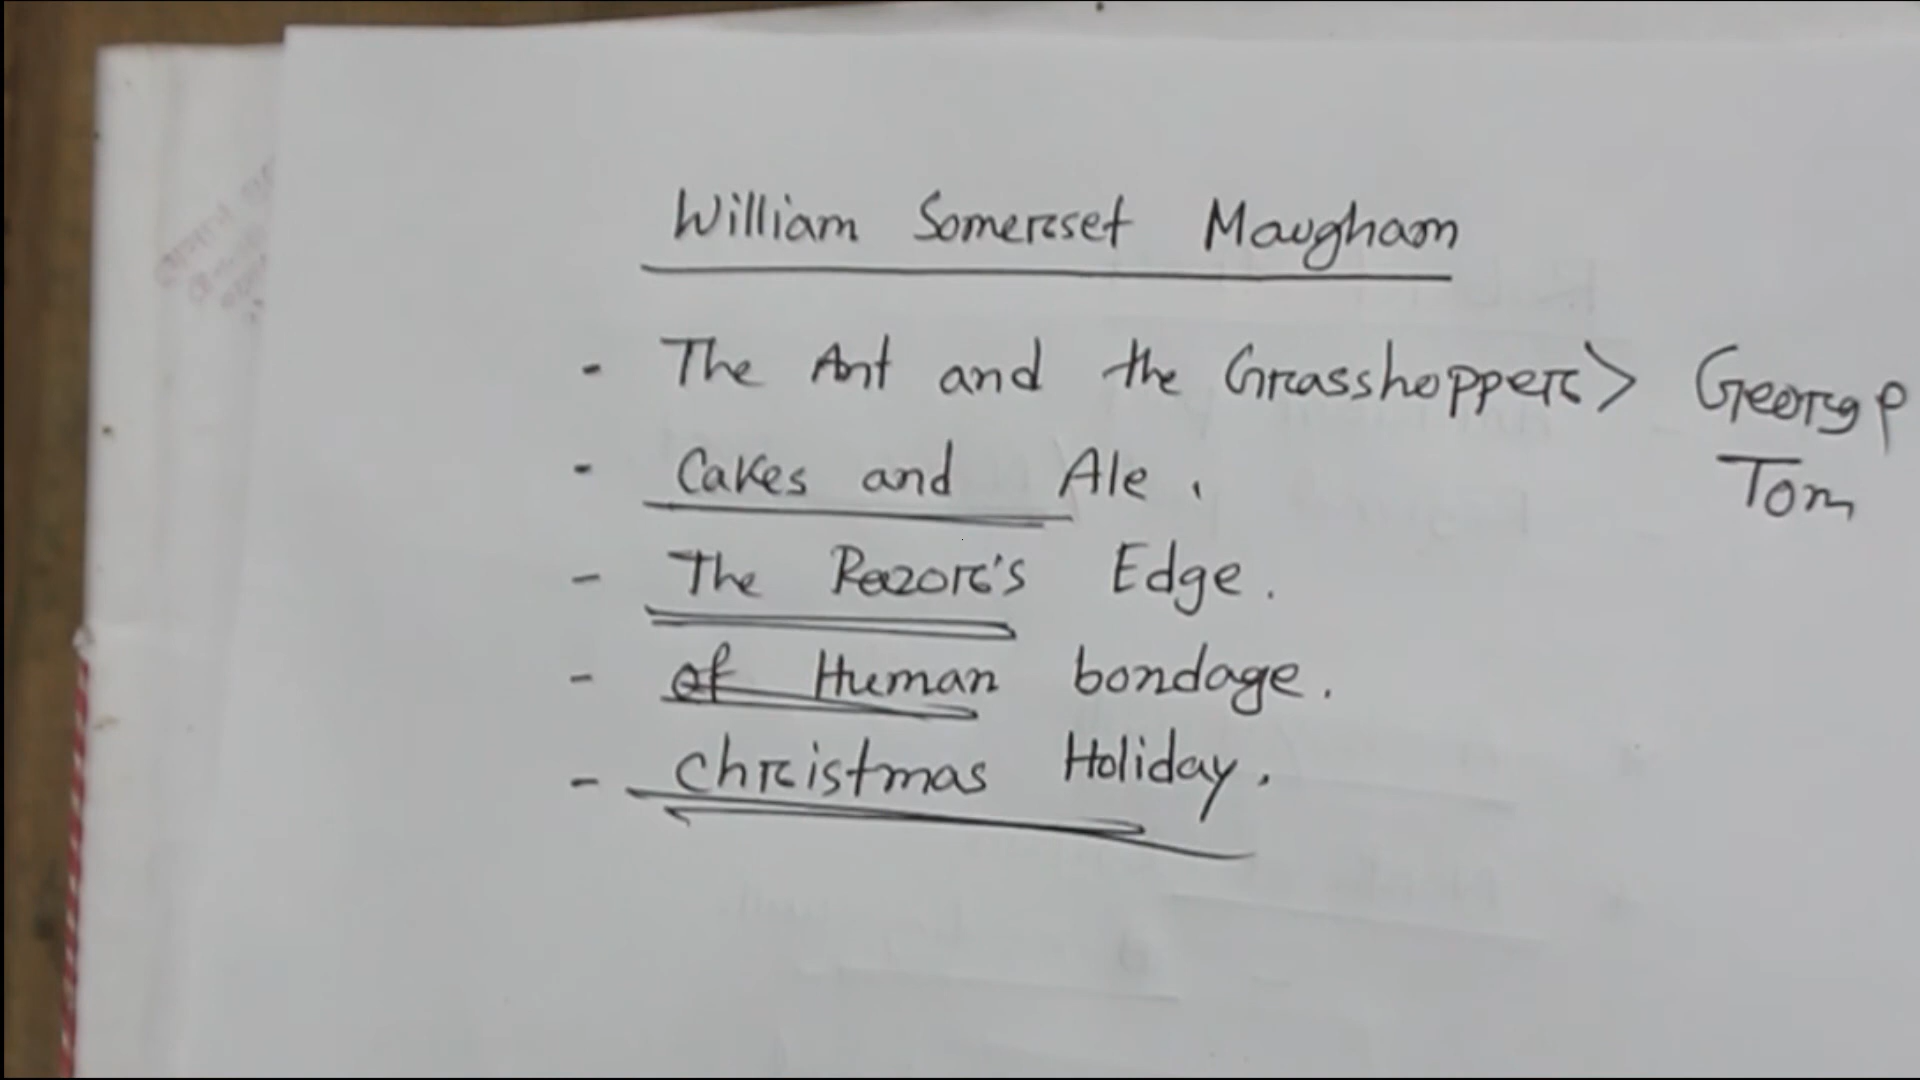 William Somerset Maugham
- The Ant and the Grasshopper > George
Tom
- Cakes and Ale.
- The Razor's Edge.
- of Human bondage.
- Christmas Holiday.